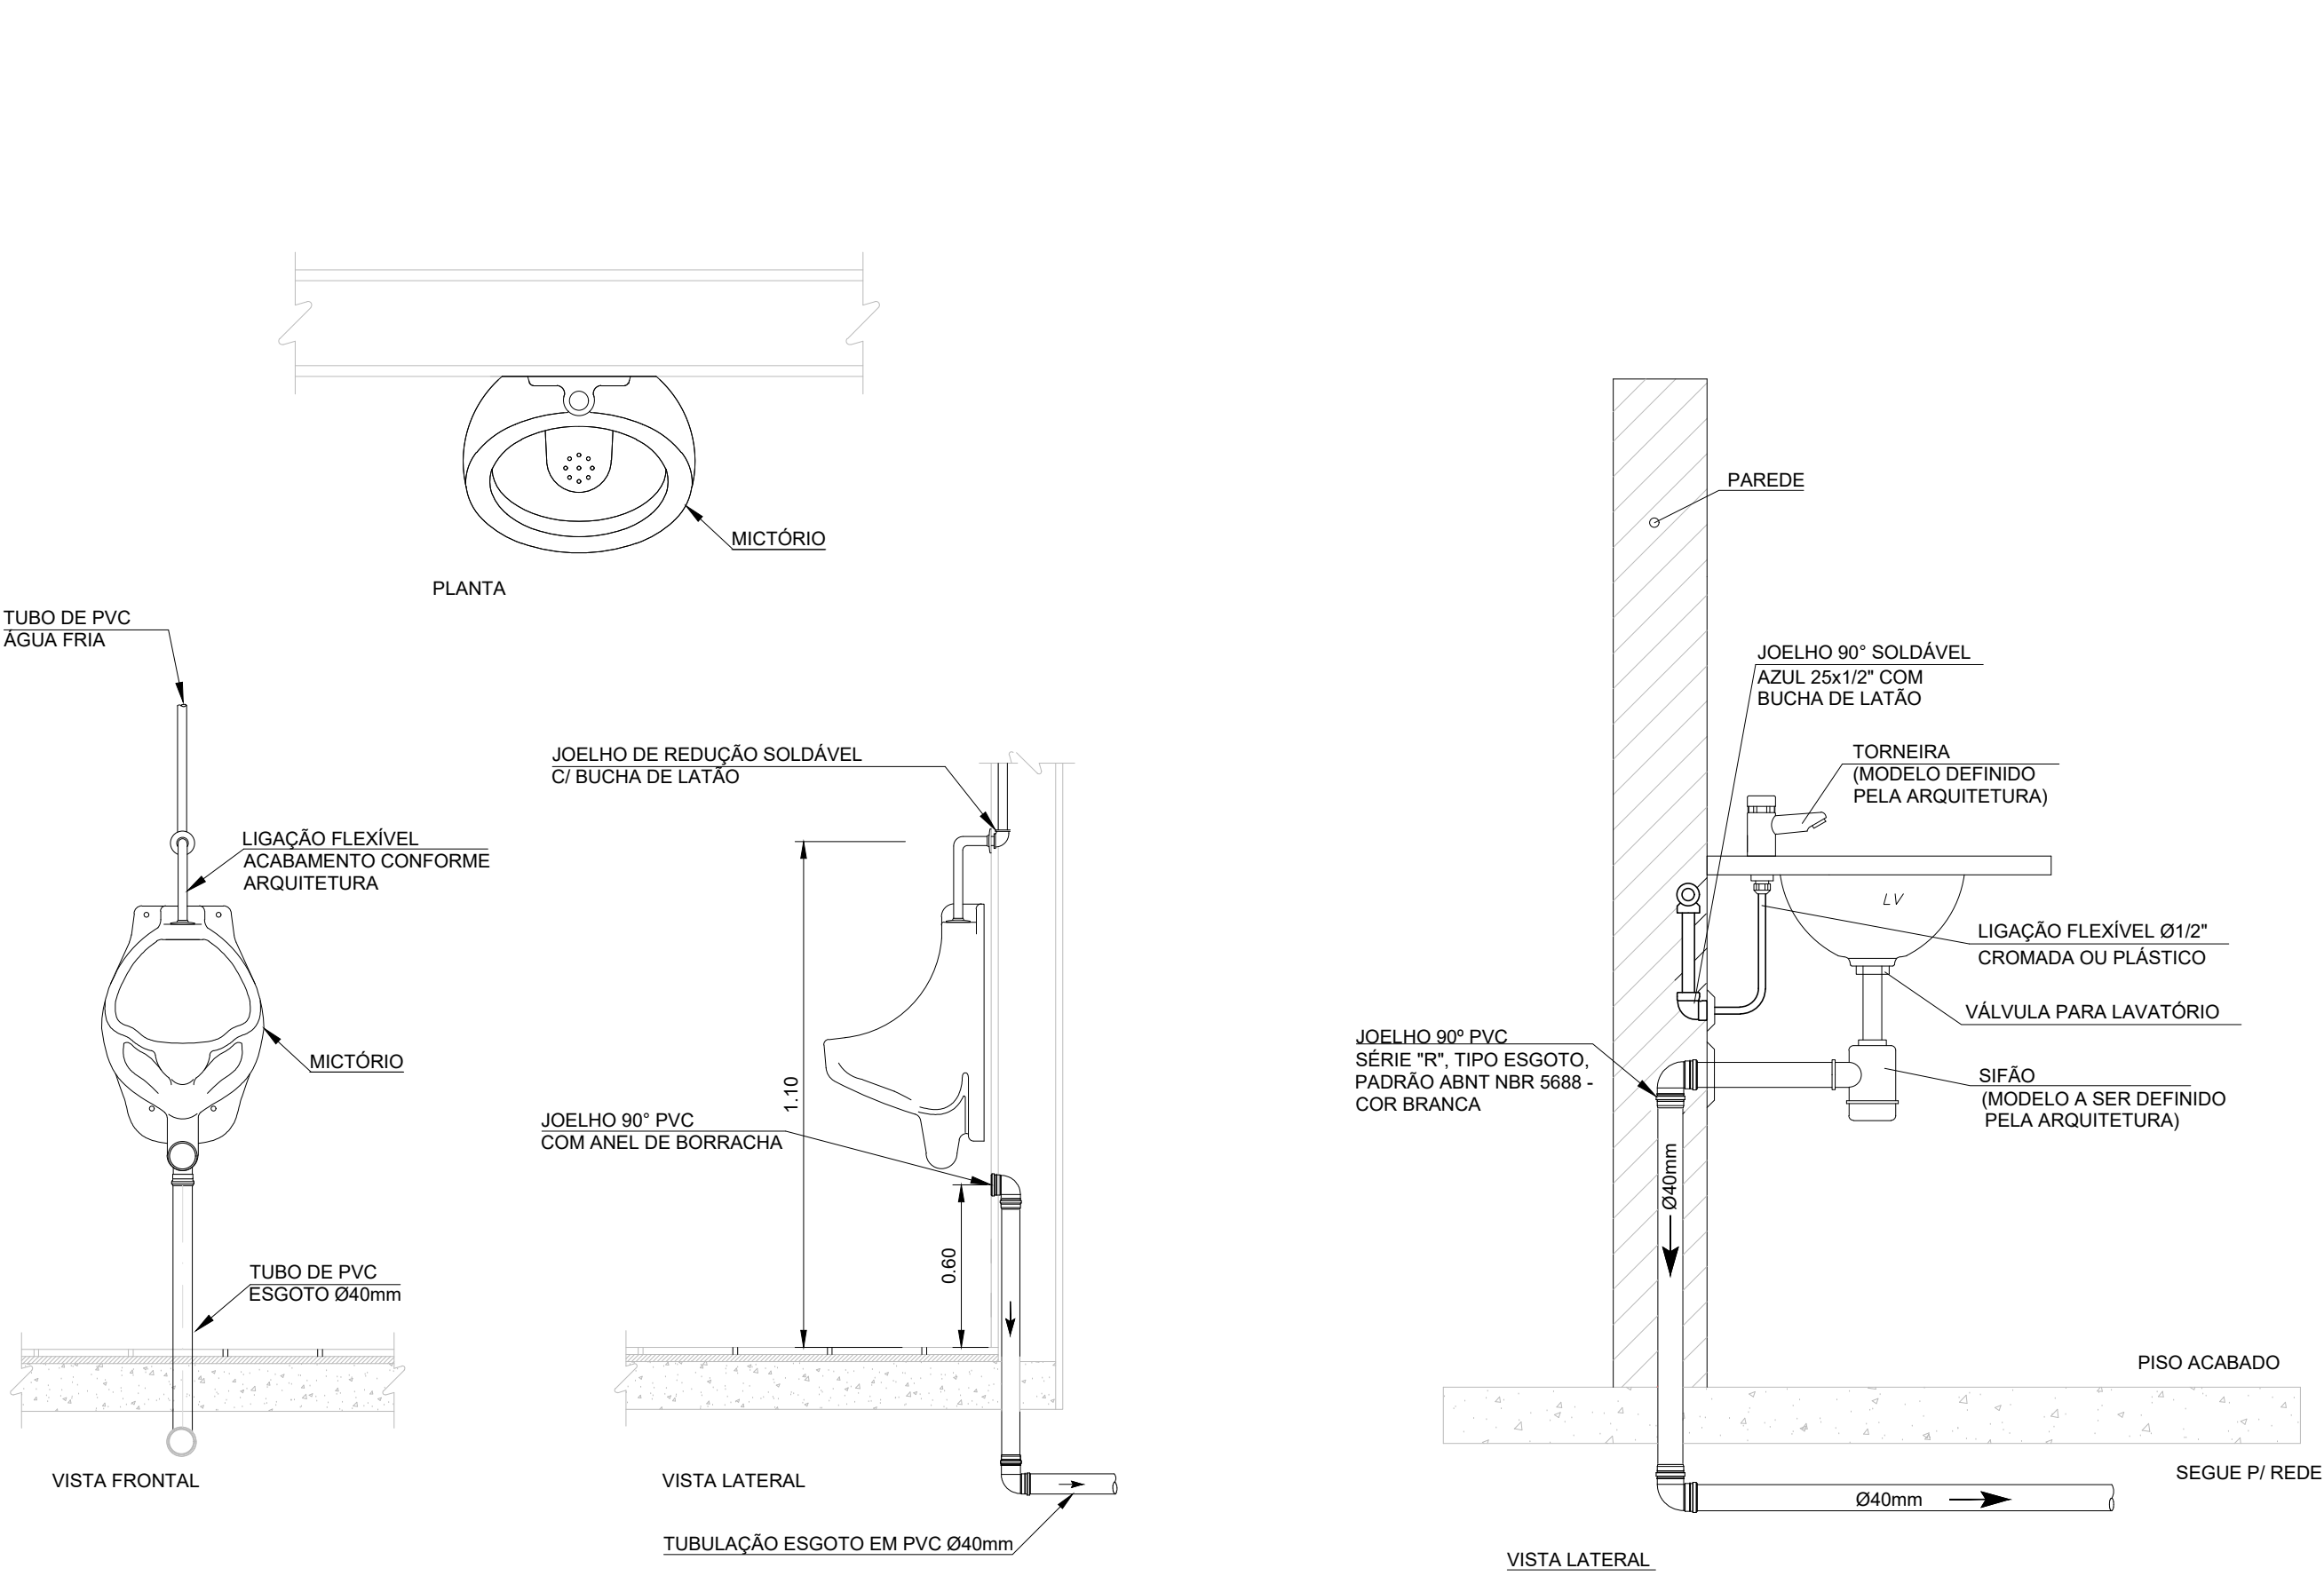 MICTÓRIO
PLANTA
TUBO DE PVC
ÁGUA FRIA
LIGAÇÃO FLEXÍVEL
ACABAMENTO CONFORME
ARQUITETURA
MICTÓRIO
TUBO DE PVC
ESGOTO Ø40mm
VISTA FRONTAL
JOELHO DE REDUÇÃO SOLDÁVEL
C/ BUCHA DE LATÃO
1.10
JOELHO 90° PVC
COM ANEL DE BORRACHA
0.60
VISTA LATERAL
TUBULAÇÃO ESGOTO EM PVC Ø40mm
PAREDE
JOELHO 90° SOLDÁVEL
AZUL 25x1/2" COM
BUCHA DE LATÃO
TORNEIRA
(MODELO DEFINIDO
PELA ARQUITETURA)
LV
LIGAÇÃO FLEXÍVEL Ø1/2"
CROMADA OU PLÁSTICO
VÁLVULA PARA LAVATÓRIO
JOELHO 90º PVC
SÉRIE "R", TIPO ESGOTO,
PADRÃO ABNT NBR 5688 -
COR BRANCA
SIFÃO
(MODELO A SER DEFINIDO
PELA ARQUITETURA)
Ø40mm
PISO ACABADO
SEGUE P/ REDE
Ø40mm
VISTA LATERAL